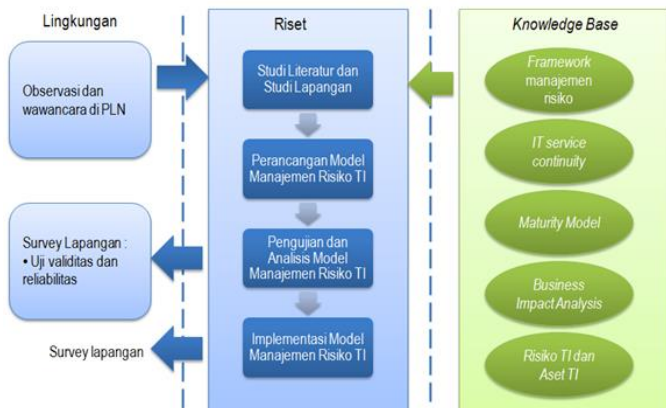 Lingkungan
Observasi dan
wawancara di PLN
Survey Lapangan :
• Uji validitas dan
reliabilitas
Survey lapangan
Riset
Studi Literatur dan
Studi Lapangan
Perancangan Model
Manajemen Risiko TI
Pengujian dan
Analisis Model
Manajemen Risiko TI
Implementasi Model
Manajemen Risiko TI
Knowledge Base
Framework
manajemen
risiko
IT service
continuity
Maturity Model
Business
Impact Analysis
Risiko TI dan
Aset TI